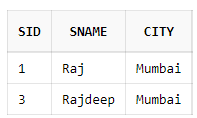 SID SNAME CITY
1 Raj Mumbai
3 Rajdeep Mumbai